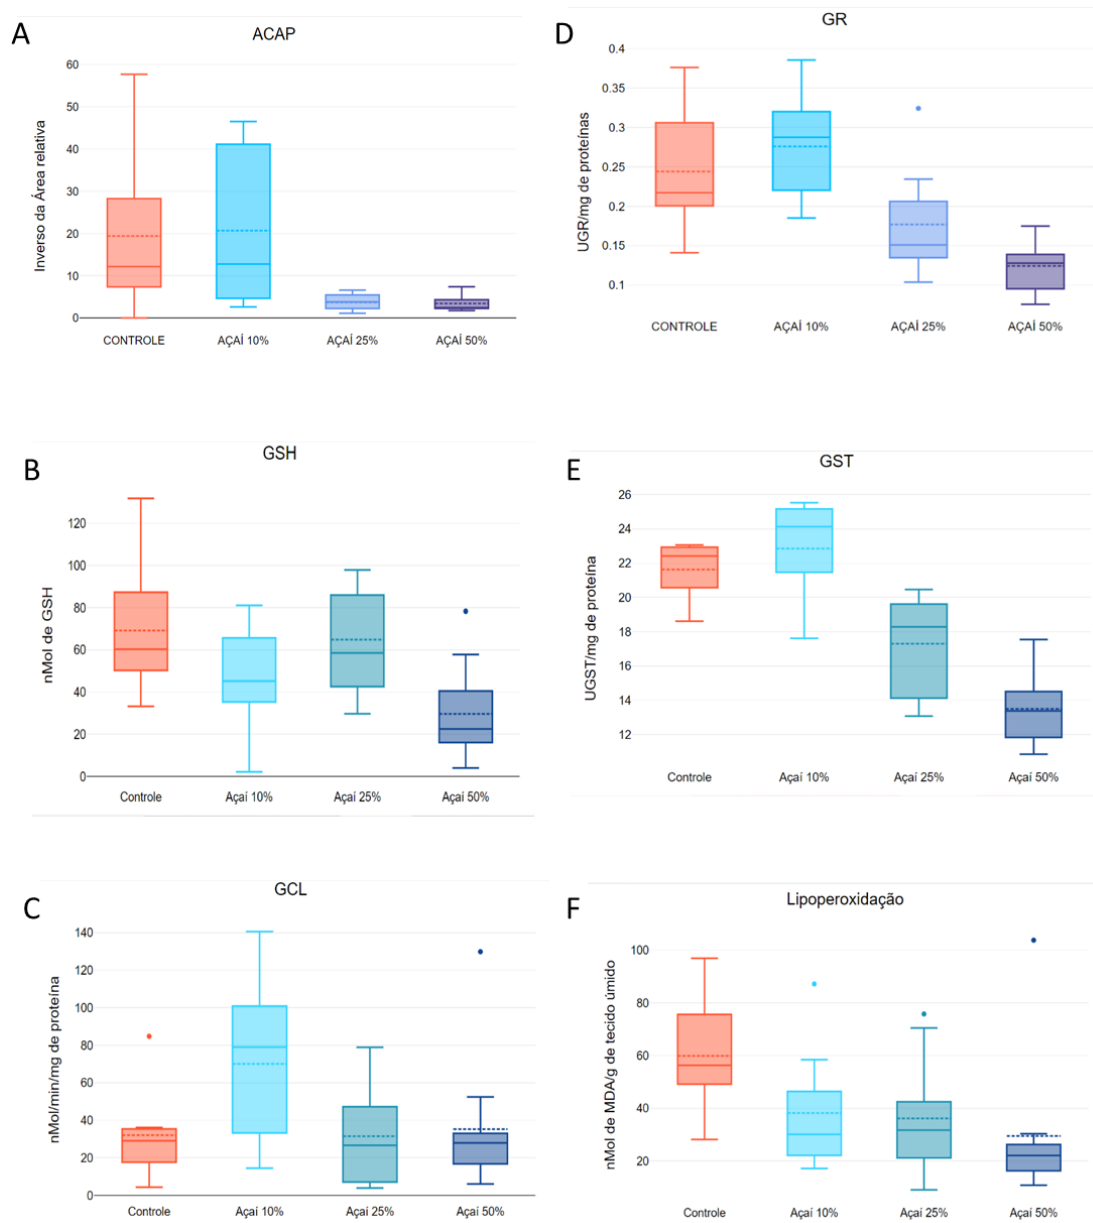 A
ACAP
Inverso da Área relativa
60
50
40
30
20
10
0
CONTROLE AÇAÍ 10% AÇAÍ 25% AÇAÍ 50%
D
GR
UGR/mg de proteínas
0.4
0.35
0.3
0.25
0.2
0.15
0.1
CONTROLE AÇAÍ 10% AÇAÍ 25% AÇAÍ 50%
B
GSH
nMol de GSH
120
100
80
60
40
20
0
Controle Açaí 10% Açaí 25% Açaí 50%
E
GST
UGST/mg de proteína
26
24
22
20
18
16
14
12
Controle Açaí 10% Açaí 25% Açaí 50%
C
GCL
nMol/min/mg de proteína
140
120
100
80
60
40
20
0
Controle Açaí 10% Açaí 25% Açaí 50%
F
Lipoperoxidação
nMol de MDA/g de tecido úmido
100
80
60
40
20
Controle Açaí 10% Açaí 25% Açaí 50%